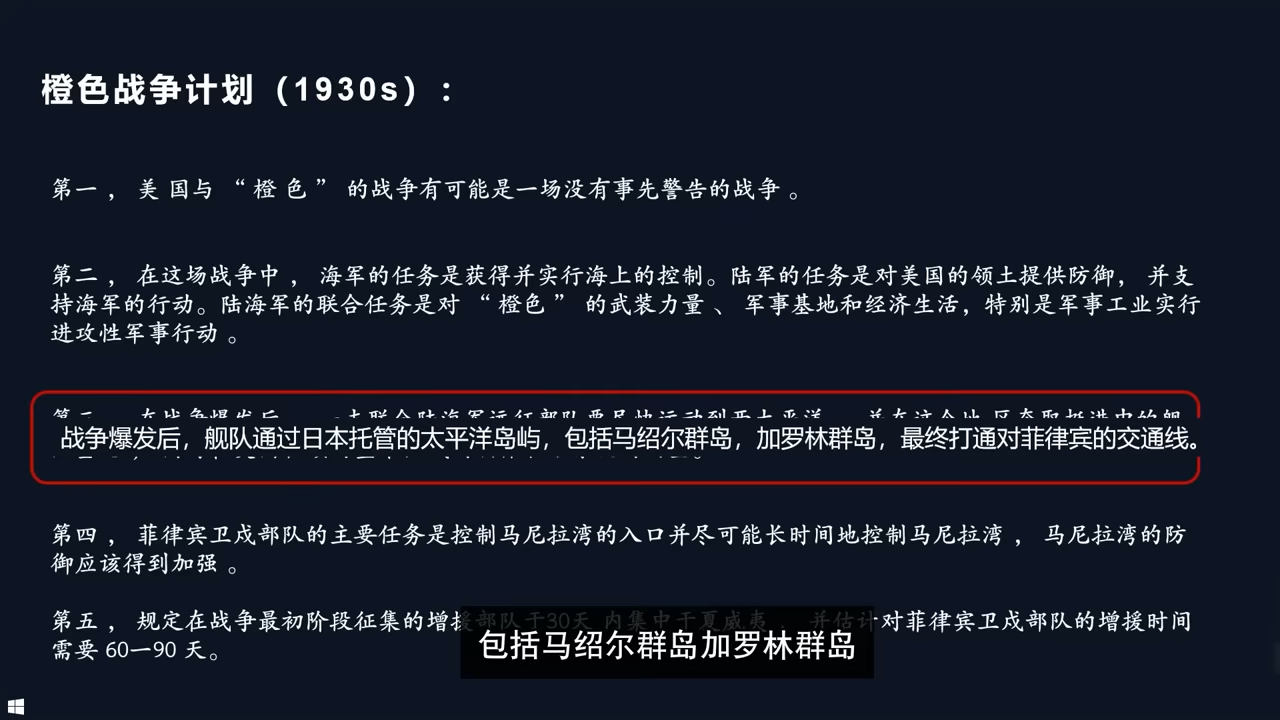 橙色战争计划（1930s）：
第一 ， 美 国与 “ 橙 色 ” 的战争有可能是一场没有事先警告的战争 。
第二 ， 在这场战争中 ， 海军的任务是获得并实行海上的控制。陆军的任务是对美国的领土提供防御， 并支
持海军的行动。陆海军的联合任务是对 “ 橙色 ” 的武装力量 、 军事基地和经济生活，特别是军事工业实行
进攻性军事行动 。
战争爆发后，舰队通过日本托管的太平洋岛屿，包括马绍尔群岛，加罗林群岛，最终打通对菲律宾的交通线。
第四 ， 菲律宾卫戍部队的主要任务是控制马尼拉湾的入口并尽可能长时间地控制马尼拉湾 ， 马尼拉湾的防
御应该得到加强 。
第五 ， 规定在战争最初阶段征集的增援部队于30天 内集中于夏威夷 ， 并估计对菲律宾卫戍部队的增援时间
需要 60一90 天。
包括马绍尔群岛加罗林群岛